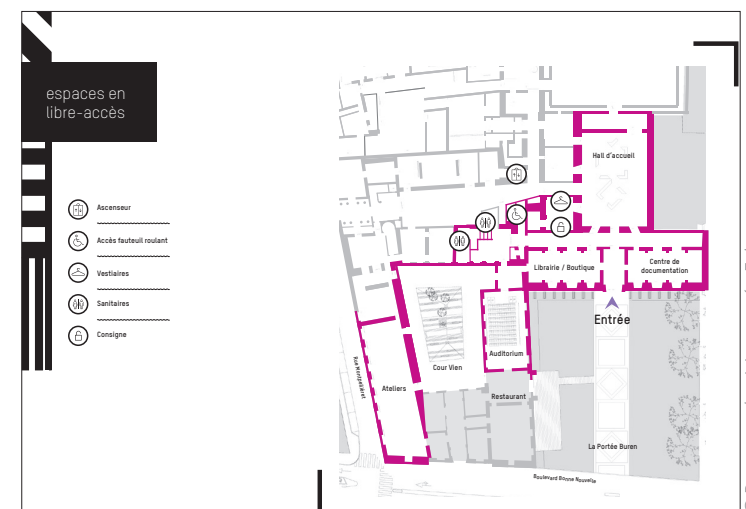 espaces en
libre-accès
Ascenseur
Accès fauteuil roulant
Vestiaires
Sanitaires
Consigne
Hall d'accueil
Librairie / Boutique
Centre de
documentation
Entrée
Auditorium
Cour Vien
Ateliers
Restaurant
Rue Montpelliéret
La Portée Buren
Boulevard Bonne Nouvelle